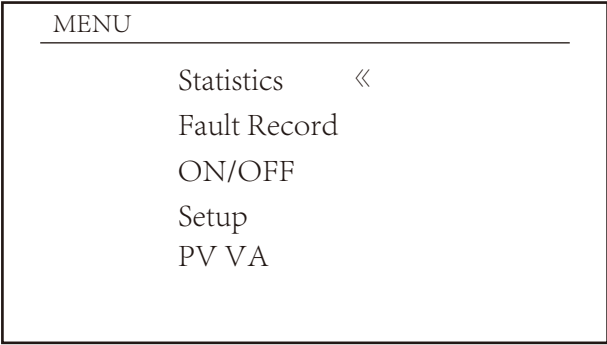 MENU
Statistics 《
Fault Record
ON/OFF
Setup
PV VA